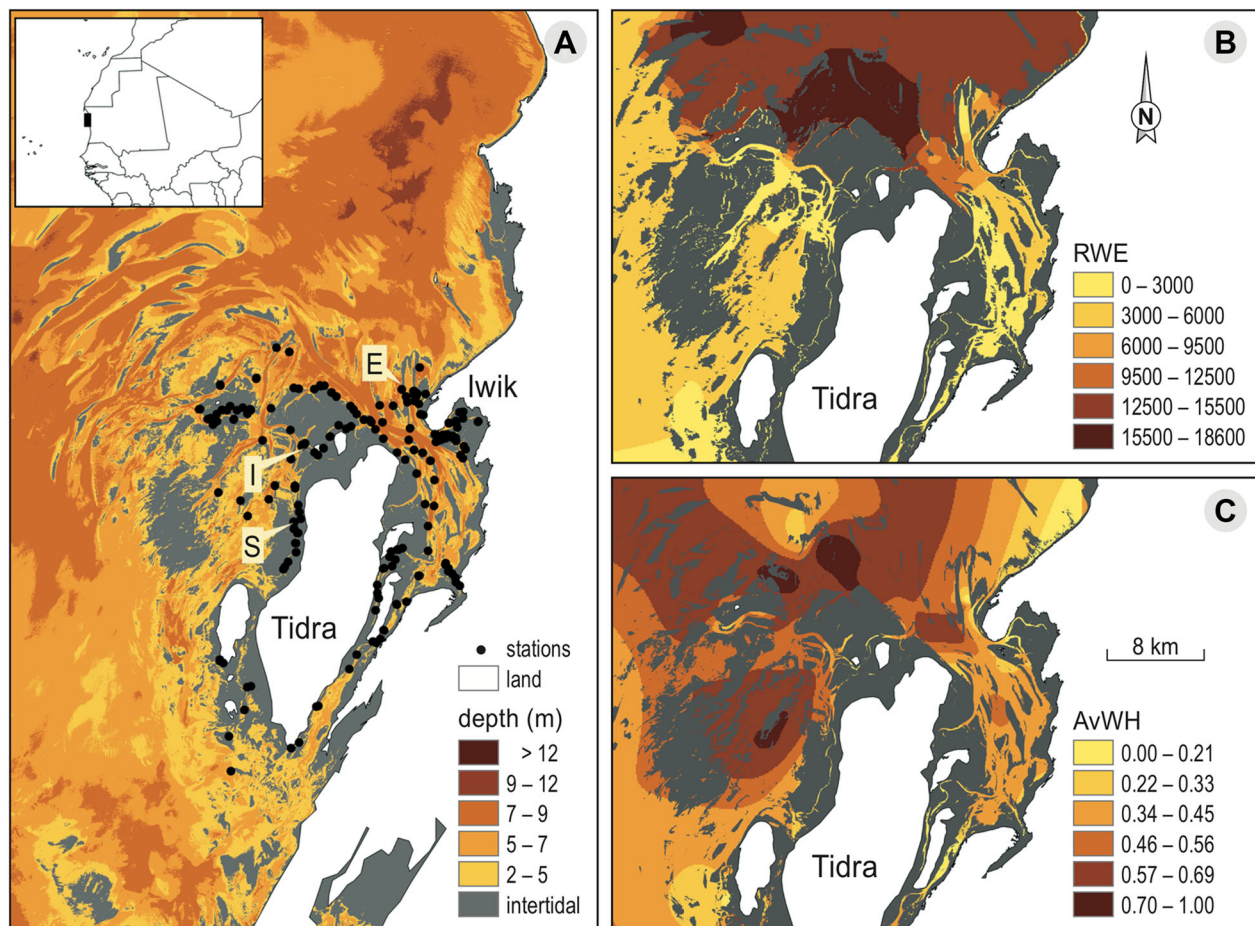 A
E
Iwik
I
S
Tidra
stations
land
depth (m)
> 12
9 – 12
7 – 9
5 – 7
2 – 5
intertidal
B
N
RWE
0 – 3000
3000 – 6000
6000 – 9500
9500 – 12500
12500 – 15500
15500 – 18600
Tidra
C
8 km
AvWH
0.00 – 0.21
0.22 – 0.33
0.34 – 0.45
0.46 – 0.56
0.57 – 0.69
0.70 – 1.00
Tidra